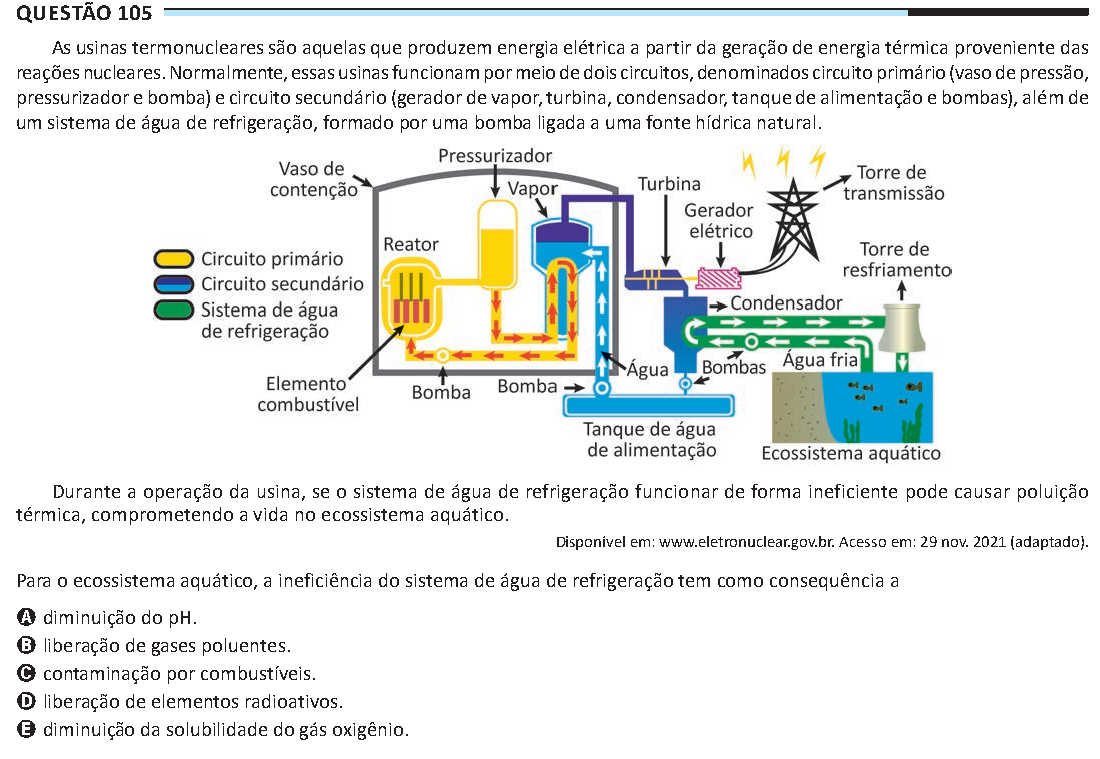 QUESTÃO 105
As usinas termonucleares são aquelas que produzem energia elétrica a partir da geração de energia térmica proveniente das
reações nucleares. Normalmente, essas usinas funcionam por meio de dois circuitos, denominados circuito primário (vaso de pressão,
pressurizador e bomba) e circuito secundário (gerador de vapor, turbina, condensador, tanque de alimentação e bombas), além de
um sistema de água de refrigeração, formado por uma bomba ligada a uma fonte hídrica natural.
Vaso de
contenção
Pressurizador
Vapor
Turbina
Gerador
elétrico
Torre de
transmissão
Reator
Torre de
resfriamento
Circuito primário
Circuito secundário
Sistema de água
de refrigeração
Condensador
Elemento
combustível
Bomba
Bomba
Água
Bombas
Água fria
Tanque de água
de alimentação
Ecossistema aquático
Durante a operação da usina, se o sistema de água de refrigeração funcionar de forma ineficiente pode causar poluição
térmica, comprometendo a vida no ecossistema aquático.
Disponível em: www.eletronuclear.gov.br. Acesso em: 29 nov. 2021 (adaptado).
Para o ecossistema aquático, a ineficiência do sistema de água de refrigeração tem como consequência a
A diminuição do pH.
B liberação de gases poluentes.
C contaminação por combustíveis.
D liberação de elementos radioativos.
E diminuição da solubilidade do gás oxigênio.